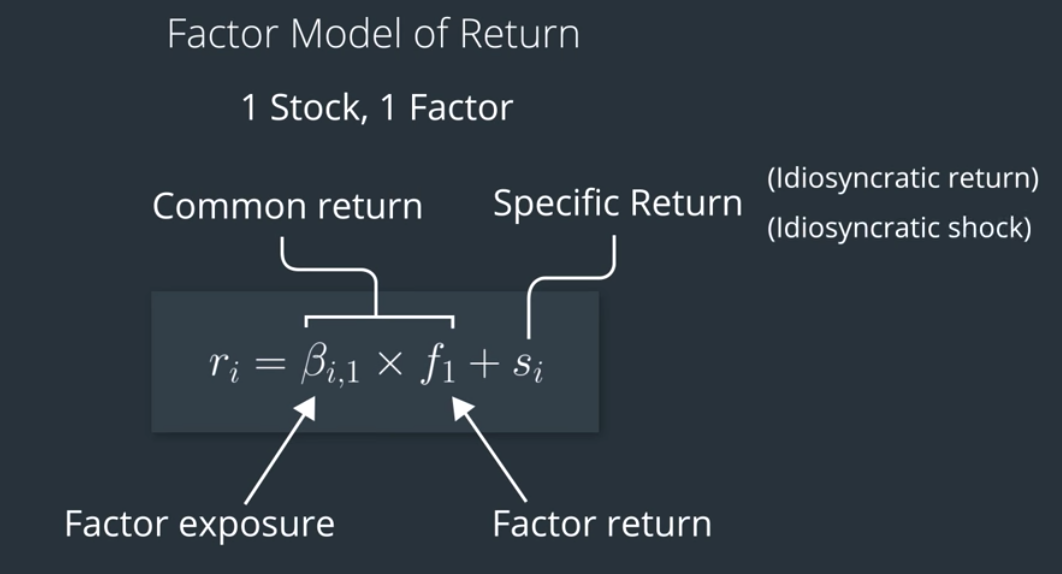 Factor Model of Return
1 Stock, 1 Factor
Common return
Specific Return
(Idiosyncratic return)
(Idiosyncratic shock)
$r_i = \beta_{i,1} \times f_1 + s_i$
Factor exposure
Factor return